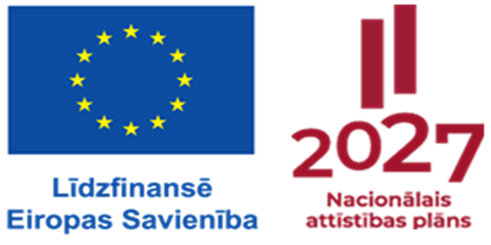 Līdzfinansē
Eiropas Savienība
2027
Nacionālais
attīstības plāns